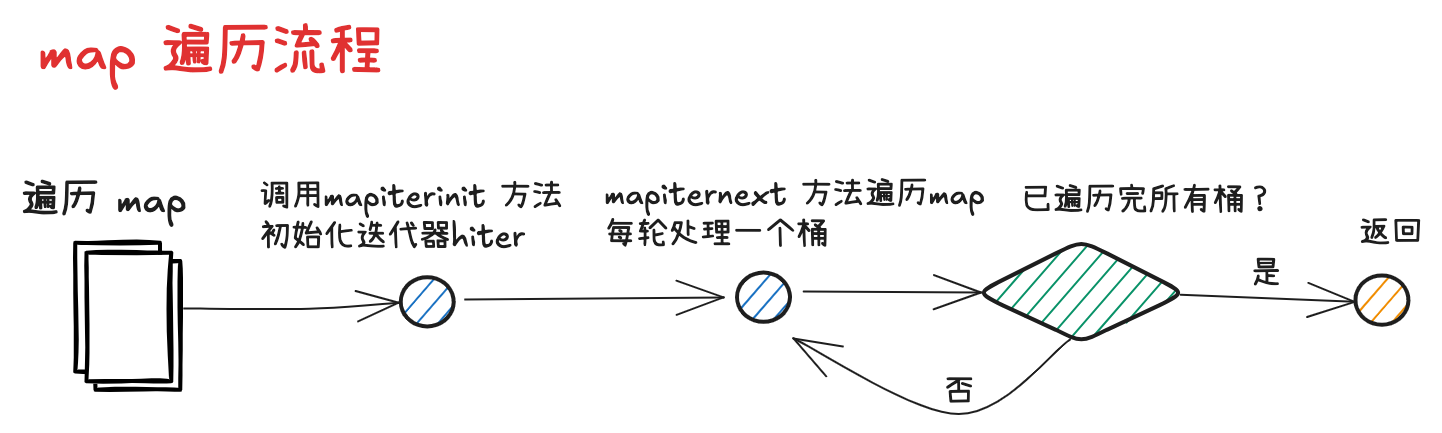 map 遍历流程
遍历 map
调用mapiterinit 方法
初始化迭代器hiter
mapiternext 方法遍历map
每轮处理一个桶
已遍历完所有桶？
是
返回
否